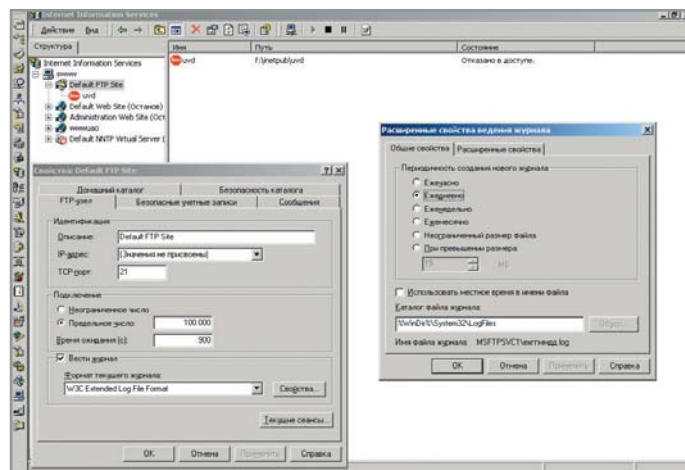 Internet Information Services
Действие Вид
Структура
Имя Путь Состояние
Internet Information Services
Default FTP Site
uvd
Default Web Site (Останов)
Administration Web Site (Ост
Default NNTP Virtual Server (
uvd f:\inetpub\uvd Отказано в доступе.
Свойства: Default FTP Site
Домашний каталог Безопасность каталога
FTP-узел Безопасные учетные записи Сообщения
Идентификация
Описание: Default FTP Site
IP-адрес: (Значения не присвоены)
TCP-порт: 21
Подключение
Неограниченное число
Предельное число 100 000
Время ожидания (с): 900
Вести журнал
Формат текущего журнала:
W3C Extended Log File Format Свойства...
Текущие сеансы...
OK Отмена Применить Справка
Расширенные свойства ведения журнала
Общие свойства Расширенные свойства
Периодичность создания нового журнала
Ежечасно
Ежедневно
Еженедельно
Ежемесячно
Неограниченный размер файла
При превышении размера
19 МБ
Использовать местное время в имени файла
Каталог файла журнала:
%WinDir%\System32\LogFiles Обзор...
Имя файла журнала: MSFTPSVC1\exггммдд.log
OK Отмена Применить Справка